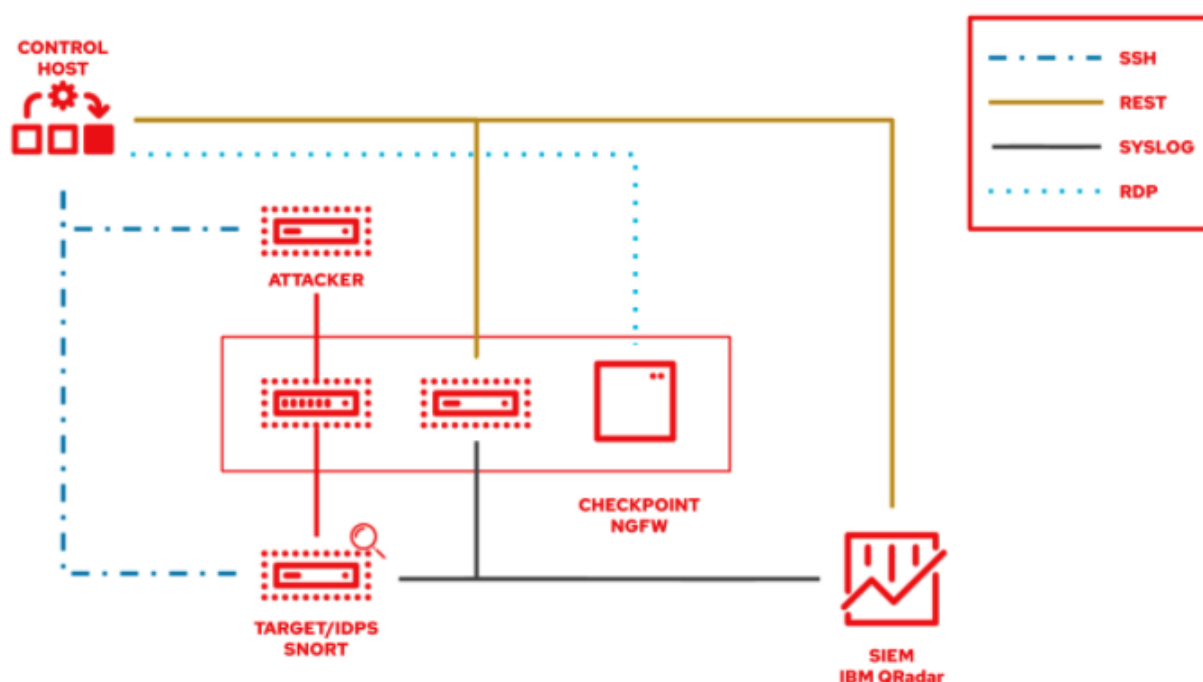 CONTROL
HOST
SSH
REST
SYSLOG
RDP
ATTACKER
CHECKPOINT
NGFW
TARGET/IDPS
SNORT
SIEM
IBM QRadar